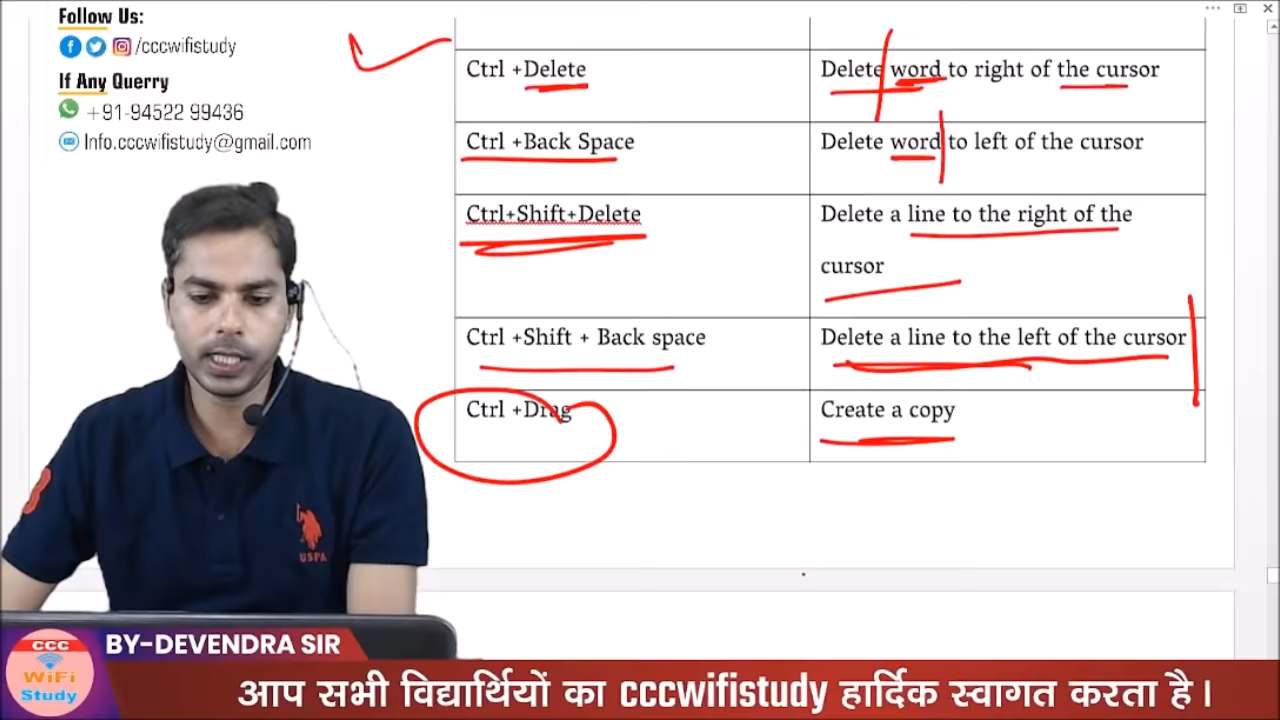 Follow Us:
/cccwifistudy
If Any Querry
+91-94522 99436
Info.cccwifistudy@gmail.com
Ctrl +Delete
Delete word to right of the cursor
Ctrl +Back Space
Delete word to left of the cursor
Ctrl+Shift+Delete
Delete a line to the right of the
cursor
Ctrl +Shift + Back space
Delete a line to the left of the cursor
Ctrl +Drag
Create a copy
USPA
CCC
WiFi
Study
BY-DEVENDRA SIR
आप सभी विद्यार्थियों का cccwifistudy हार्दिक स्वागत करता है।